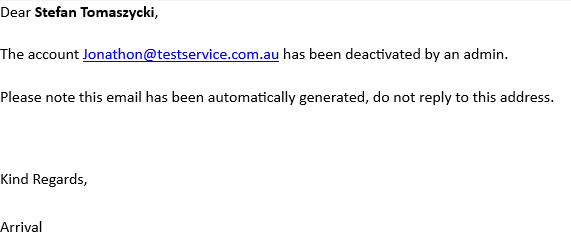 Dear Stefan Tomaszycki,
The account Jonathon@testservice.com.au has been deactivated by an admin.
Please note this email has been automatically generated, do not reply to this address.
Kind Regards,
Arrival